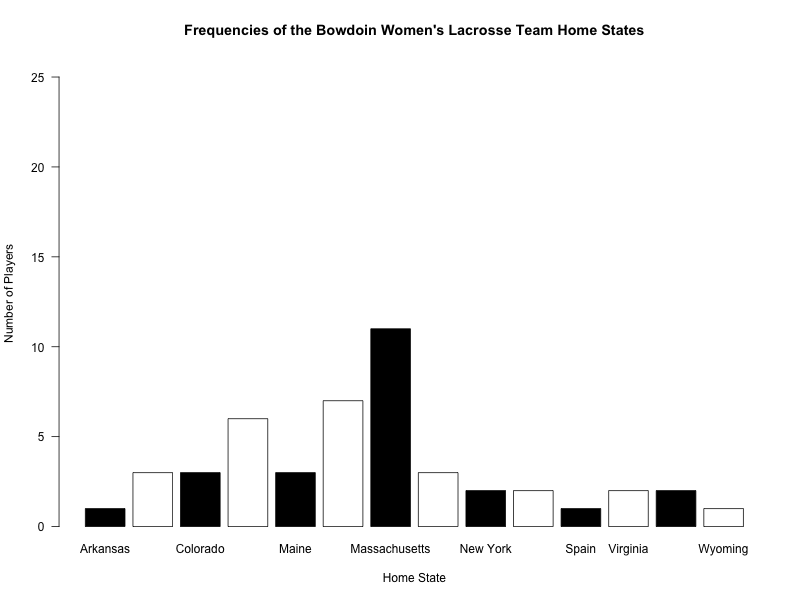 Frequencies of the Bowdoin Women's Lacrosse Team Home States
25
20
15
10
5
0
Number of Players
Arkansas Colorado Maine Massachusetts New York Spain Virginia Wyoming
Home State